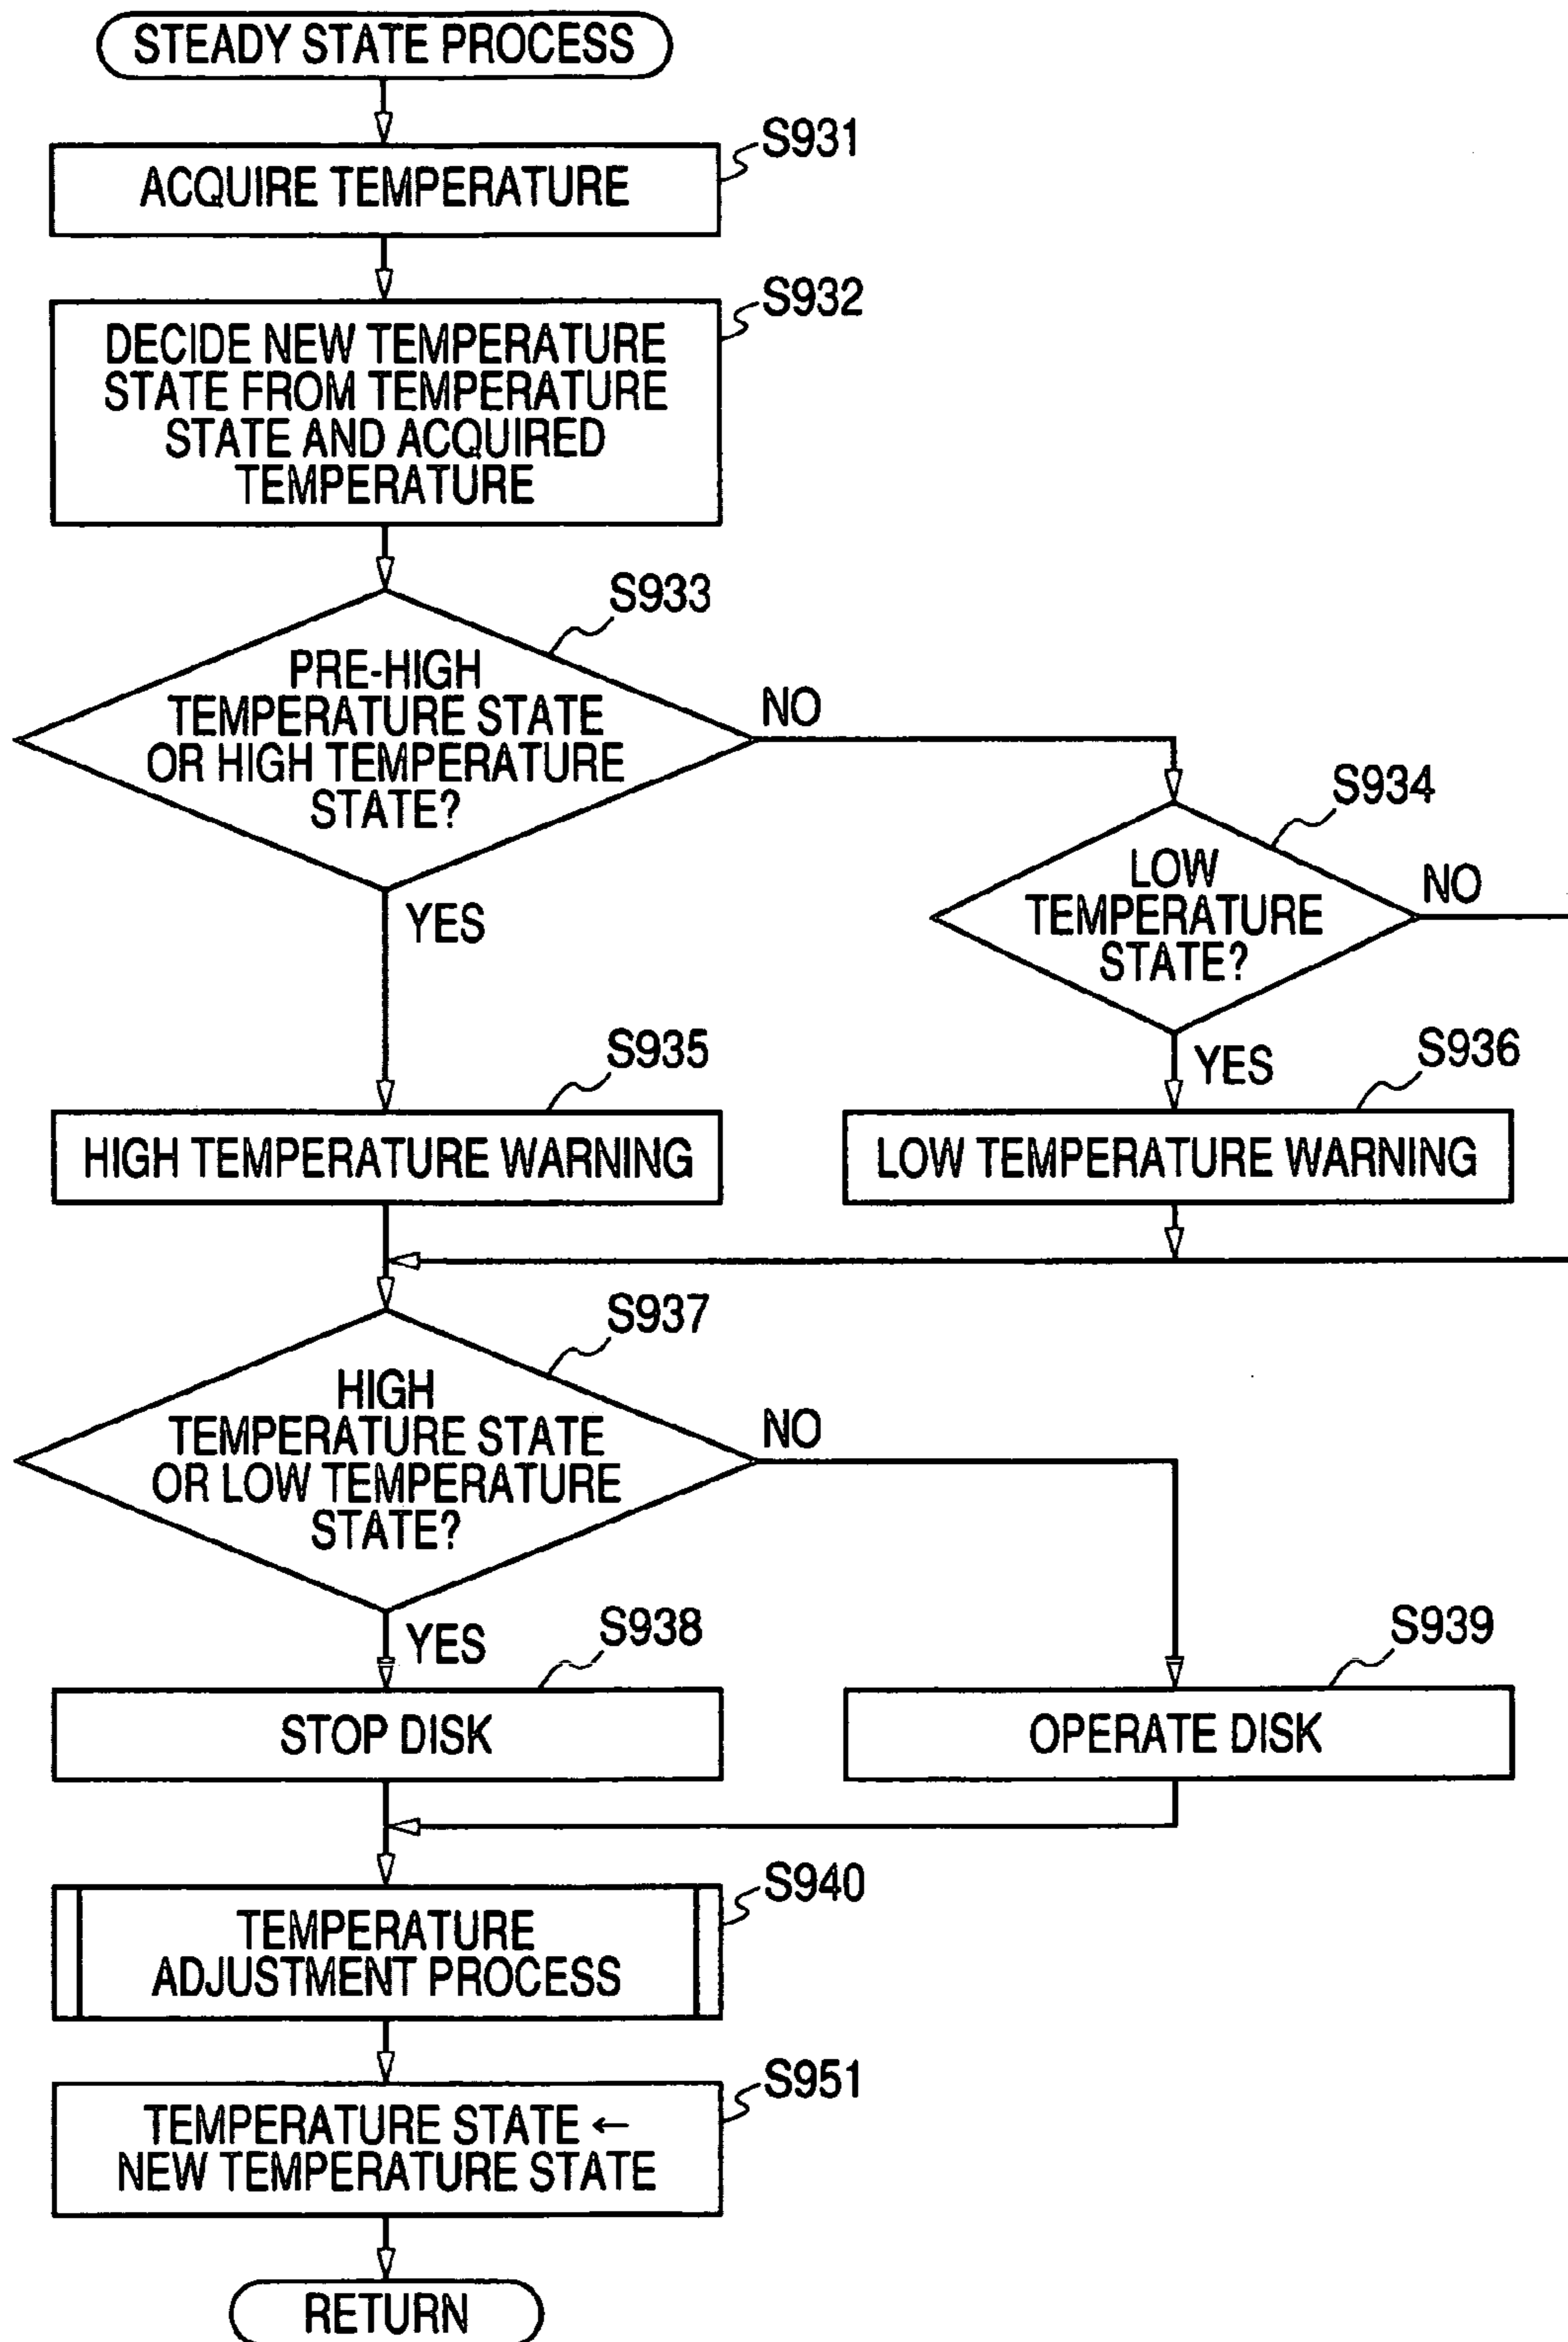 STEADY STATE PROCESS
S931
ACQUIRE TEMPERATURE
S932
DECIDE NEW TEMPERATURE
STATE FROM TEMPERATURE
STATE AND ACQUIRED
TEMPERATURE
S933
PRE-HIGH
TEMPERATURE STATE
OR HIGH TEMPERATURE
STATE?
NO
YES
S934
LOW
TEMPERATURE
STATE?
NO
YES
S935
HIGH TEMPERATURE WARNING
S936
LOW TEMPERATURE WARNING
S937
HIGH
TEMPERATURE STATE
OR LOW TEMPERATURE
STATE?
NO
YES
S938
STOP DISK
S939
OPERATE DISK
S940
TEMPERATURE
ADJUSTMENT PROCESS
S951
TEMPERATURE STATE ←
NEW TEMPERATURE STATE
RETURN